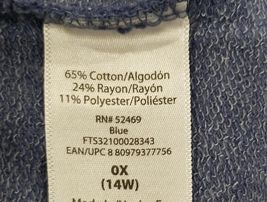 65% Cotton/Algodón
24% Rayon/Rayón
11% Polyester/Poliéster
RN# 52469
Blue
FTS32100028343
EAN/UPC 8 80979377756
0X
(14W)